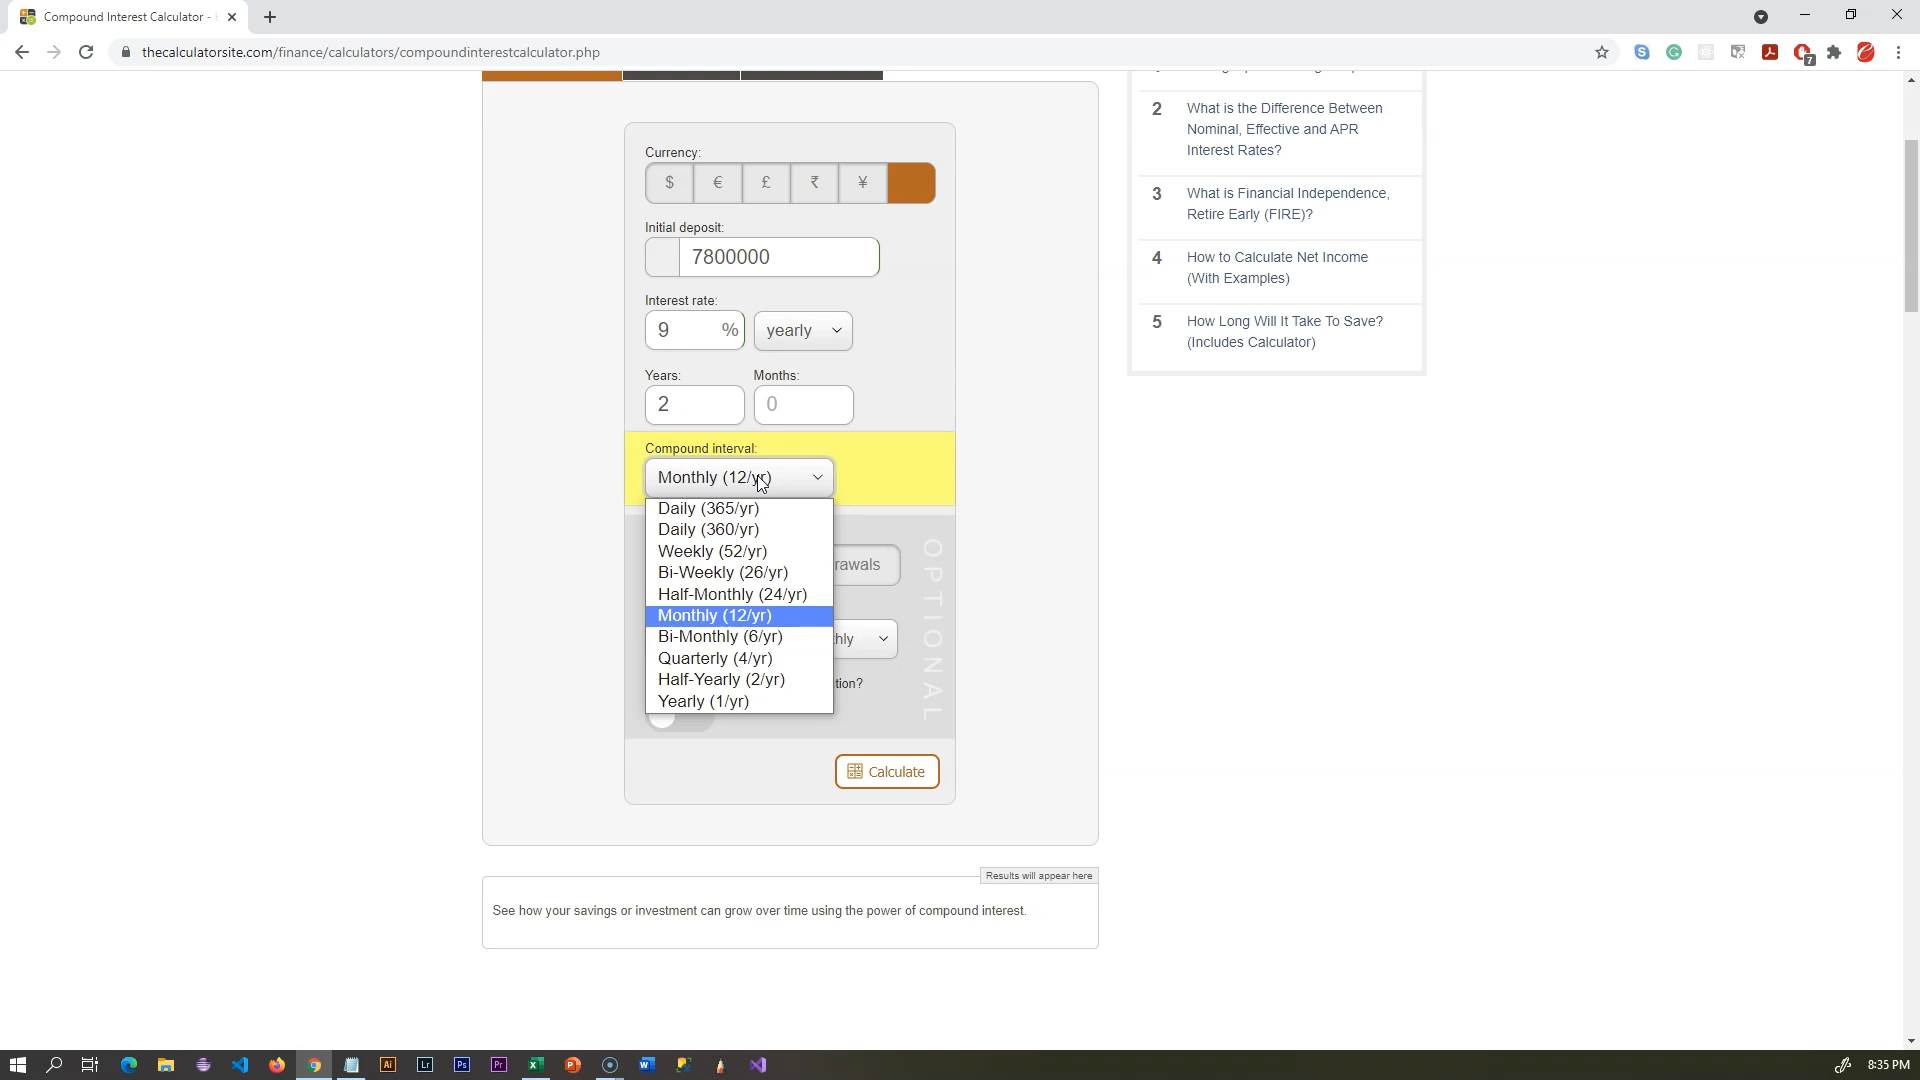 Compound Interest Calculator -
thecalculatorsite.com/finance/calculators/compoundinterestcalculator.php
7
Currency:
$ € £ ₹ ¥
Initial deposit:
7800000
Interest rate:
9 % yearly
Years: Months:
2 0
Compound interval:
Monthly (12/yr)
Daily (365/yr)
Daily (360/yr)
Weekly (52/yr)
Bi-Weekly (26/yr)
Half-Monthly (24/yr)
Monthly (12/yr)
Bi-Monthly (6/yr)
Quarterly (4/yr)
Half-Yearly (2/yr)
Yearly (1/yr)
rawals
hly
tion?
OPTIONAL
Calculate
Results will appear here
See how your savings or investment can grow over time using the power of compound interest.
2 What is the Difference Between
Nominal, Effective and APR
Interest Rates?
3 What is Financial Independence,
Retire Early (FIRE)?
4 How to Calculate Net Income
(With Examples)
5 How Long Will It Take To Save?
(Includes Calculator)
Ai Lr Ps Pr
8:35 PM